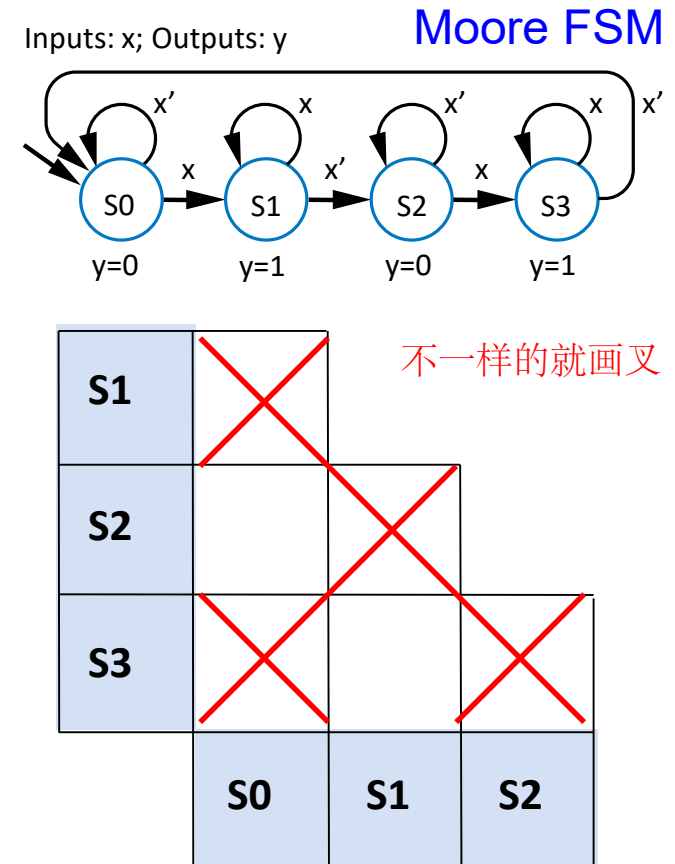 Moore FSM
Inputs: x; Outputs: y
x’ x x’ x x’
x x’ x
S0 S1 S2 S3
y=0 y=1 y=0 y=1
不一样的就画叉
S1
S2
S3
S0 S1 S2